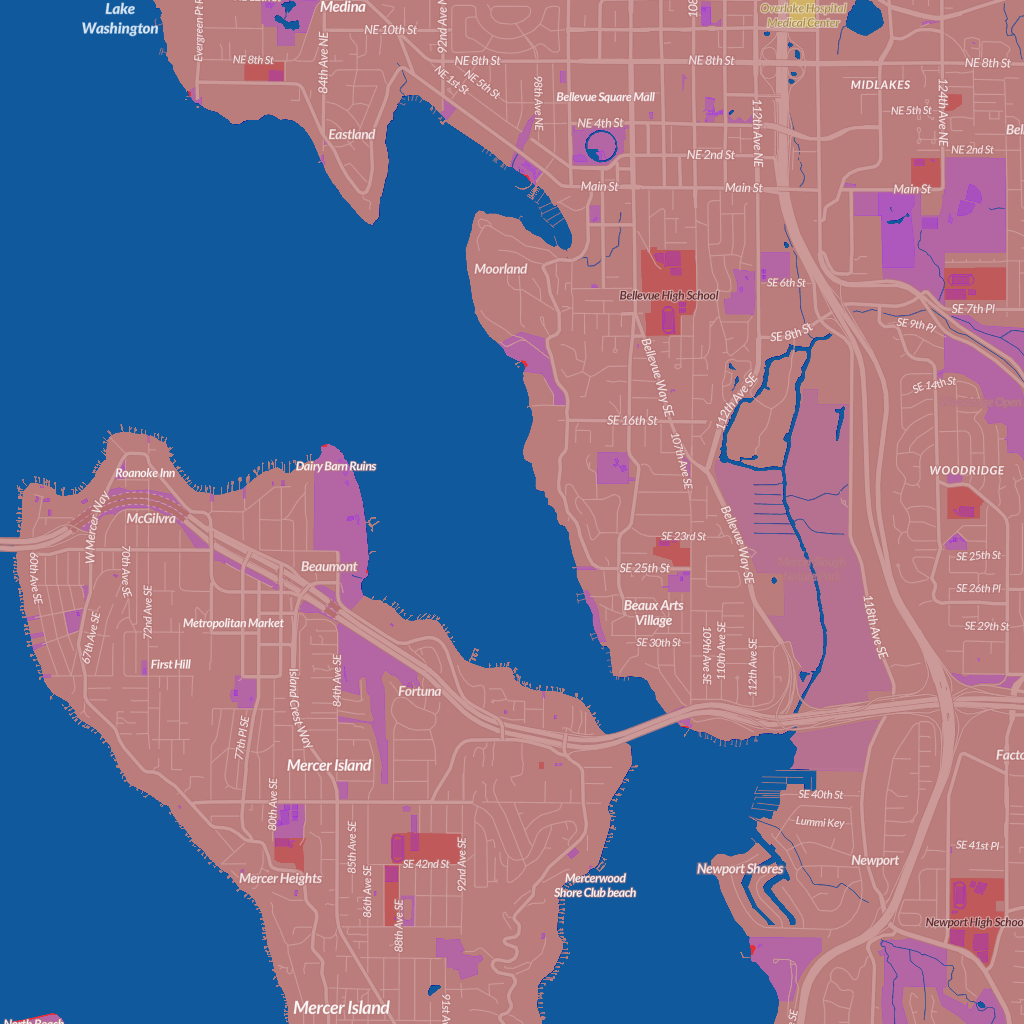 Lake
Washington
Medina
NE 10th St
92nd Ave NE
Overlake Hospital
Medical Center
NE 8th St
84th Ave NE
NE 8th St
NE 8th St
NE 8th St
MIDLAKES
NE 1st St
NE 5th St
98th Ave NE
Bellevue Square Mall
112th Ave NE
124th Ave NE
NE 5th St
NE 4th St
Eastland
NE 2nd St
NE 2nd St
Main St
Main St
Main St
Moorland
SE 6th St
Bellevue High School
SE 7th Pl
SE 9th Pl
SE 8th St
Bellevue Way SE
112th Ave SE
SE 14th St
SE 16th St
107th Ave SE
Roanoke Inn
Dairy Barn Ruins
WOODRIDGE
W Mercer Way
McGilvra
Bellevue Way SE
SE 23rd St
SE 25th St
SE 25th St
60th Ave SE
70th Ave SE
72nd Ave SE
Beaumont
SE 26th Pl
Beaux Arts
Village
118th Ave SE
SE 29th St
67th Ave SE
Metropolitan Market
SE 30th St
109th Ave SE
110th Ave SE
112th Ave SE
First Hill
84th Ave SE
Island Crest Way
Fortuna
77th Pl SE
Mercer Island
80th Ave SE
SE 40th St
Lummi Key
85th Ave SE
92nd Ave SE
SE 41st Pl
SE 42nd St
Newport
Newport Shores
Mercer Heights
86th Ave SE
88th Ave SE
Mercerwood
Shore Club beach
Newport High Schoo
Mercer Island
North Beach